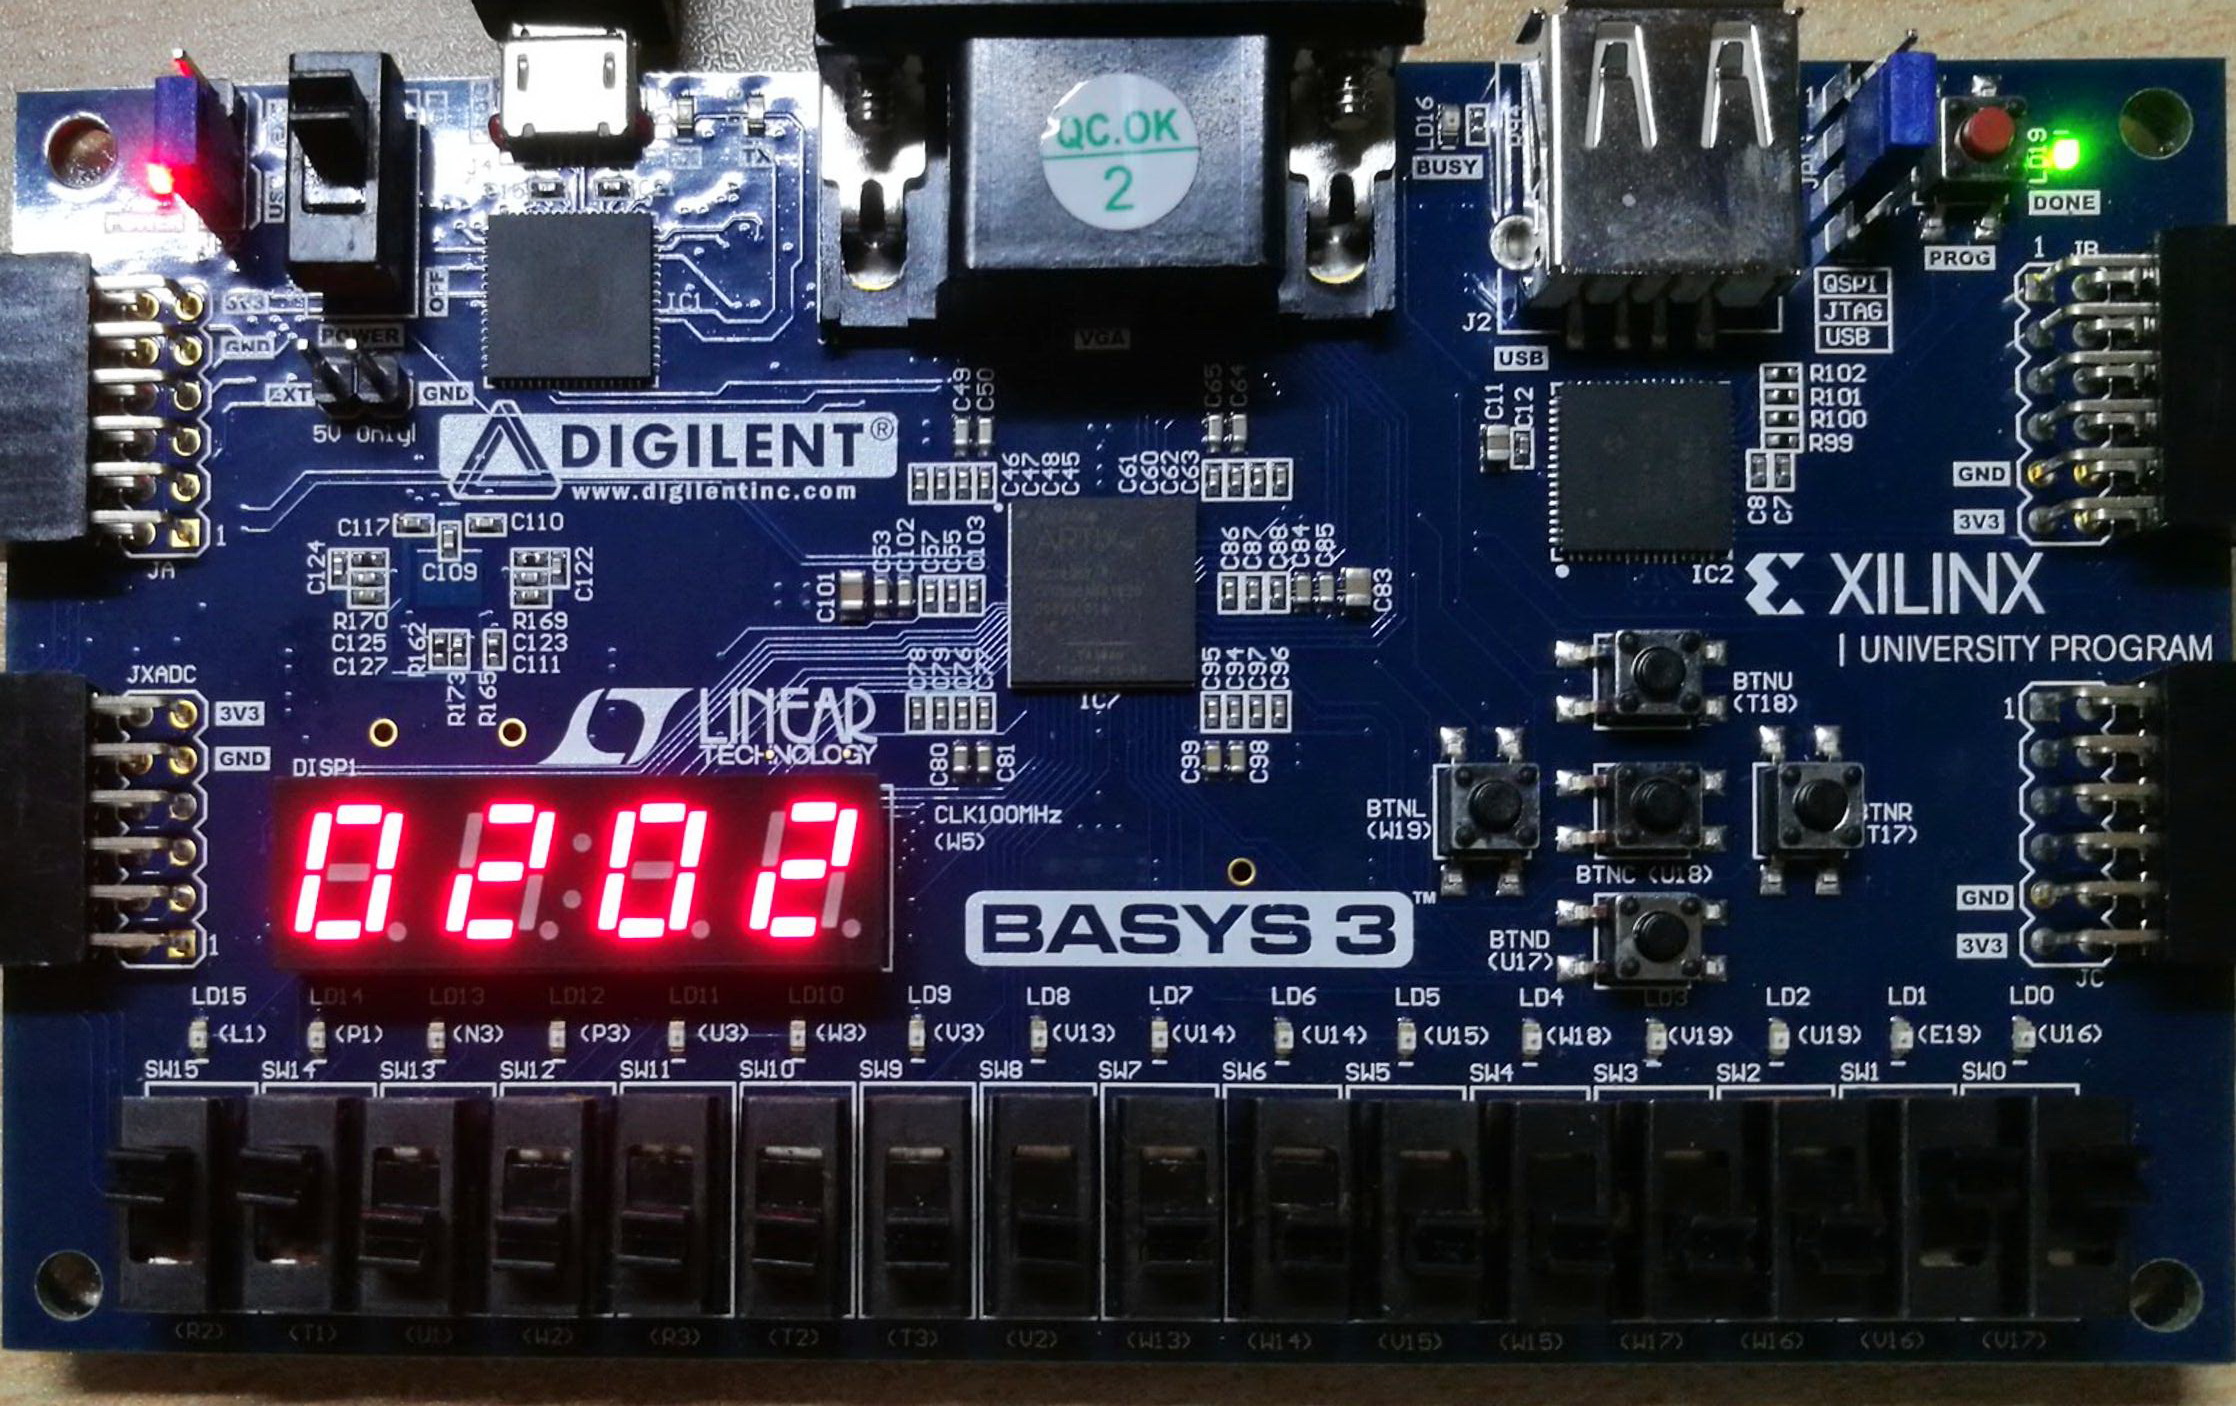 LD16
BUSY
TX
QC.OK
2
LD19
DONE
PROG
1 JB
QSPI
JTAG
USB
JP1
J2
USB
3V3
GND
OFF
POWER
EXT
GND
5V Only
IC1
VGA
DIGILENT®
www.digilentinc.com
C49
C50
C65
C64
C46
C47
C48
C45
C61
C60
C62
C63
C11
C12
R102
R101
R100
R99
C8
C7
GND
3V3
1
JA
C117
C110
C124
C109
C122
R170
C125
C127
R162
R173
R165
R169
C123
C111
C101
C53
C102
C57
C55
C103
ARTIX
C86
C87
C88
C84
C85
C83
IC2
XILINX
UNIVERSITY PROGRAM
C78
C79
C76
C77
C95
C94
C97
C96
IC7
JXADC
3V3
GND
1
LINEAR
TECHNOLOGY
C80
C81
C99
C98
DISP1
02:02
CLK100MHz
(W5)
BTNU
(T18)
BTNL
(W19)
BTNR
T17)
BTNC (U18)
BTND
(U17)
BASYS 3™
1
GND
3V3
JC
LD15 LD14 LD13 LD12 LD11 LD10 LD9 LD8 LD7 LD6 LD5 LD4 LD3 LD2 LD1 LD0
(L1) (P1) (N3) (P3) (U3) (W3) (V3) (V13) (V14) (U14) (U15) (W18) (V19) (U19) (E19) (U16)
SW15 SW14 SW13 SW12 SW11 SW10 SW9 SW8 SW7 SW6 SW5 SW4 SW3 SW2 SW1 SW0
(R2) (T1) (U1) (W2) (R3) (T2) (T3) (V2) (W13) (W14) (V15) (W15) (W17) (W16) (V16) (V17)